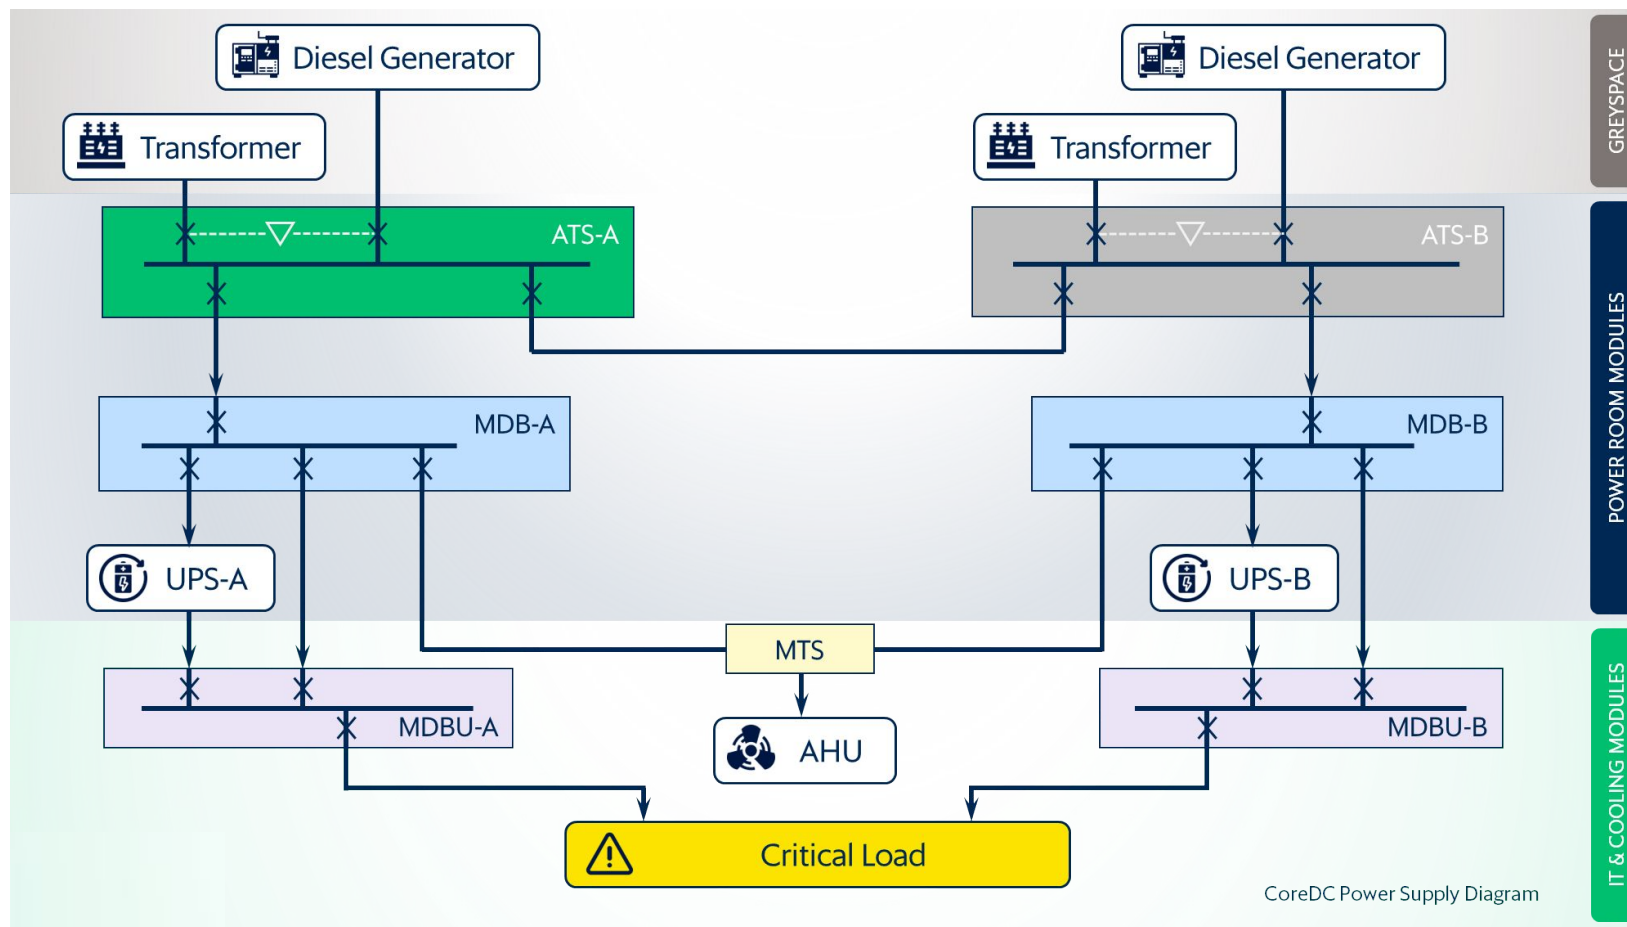 Diesel Generator
Diesel Generator
GREYSPACE
Transformer
Transformer
ATS-A
ATS-B
POWER ROOM MODULES
MDB-A
MDB-B
UPS-A
UPS-B
MTS
IT & COOLING MODULES
MDBU-A
AHU
MDBU-B
Critical Load
CoreDC Power Supply Diagram